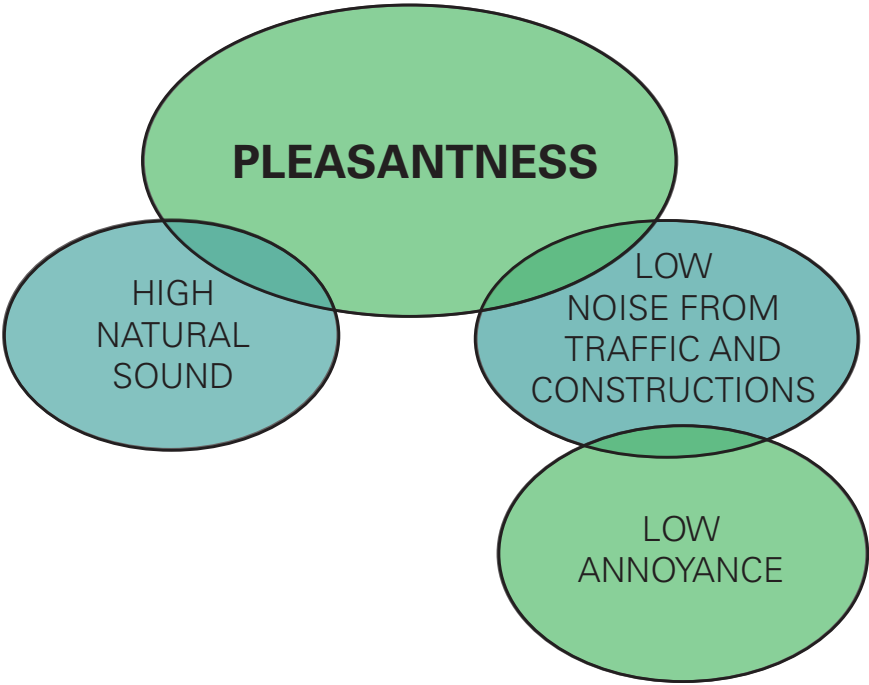 PLEASANTNESS
HIGH
NATURAL
SOUND
LOW
NOISE FROM
TRAFFIC AND
CONSTRUCTIONS
LOW
ANNOYANCE